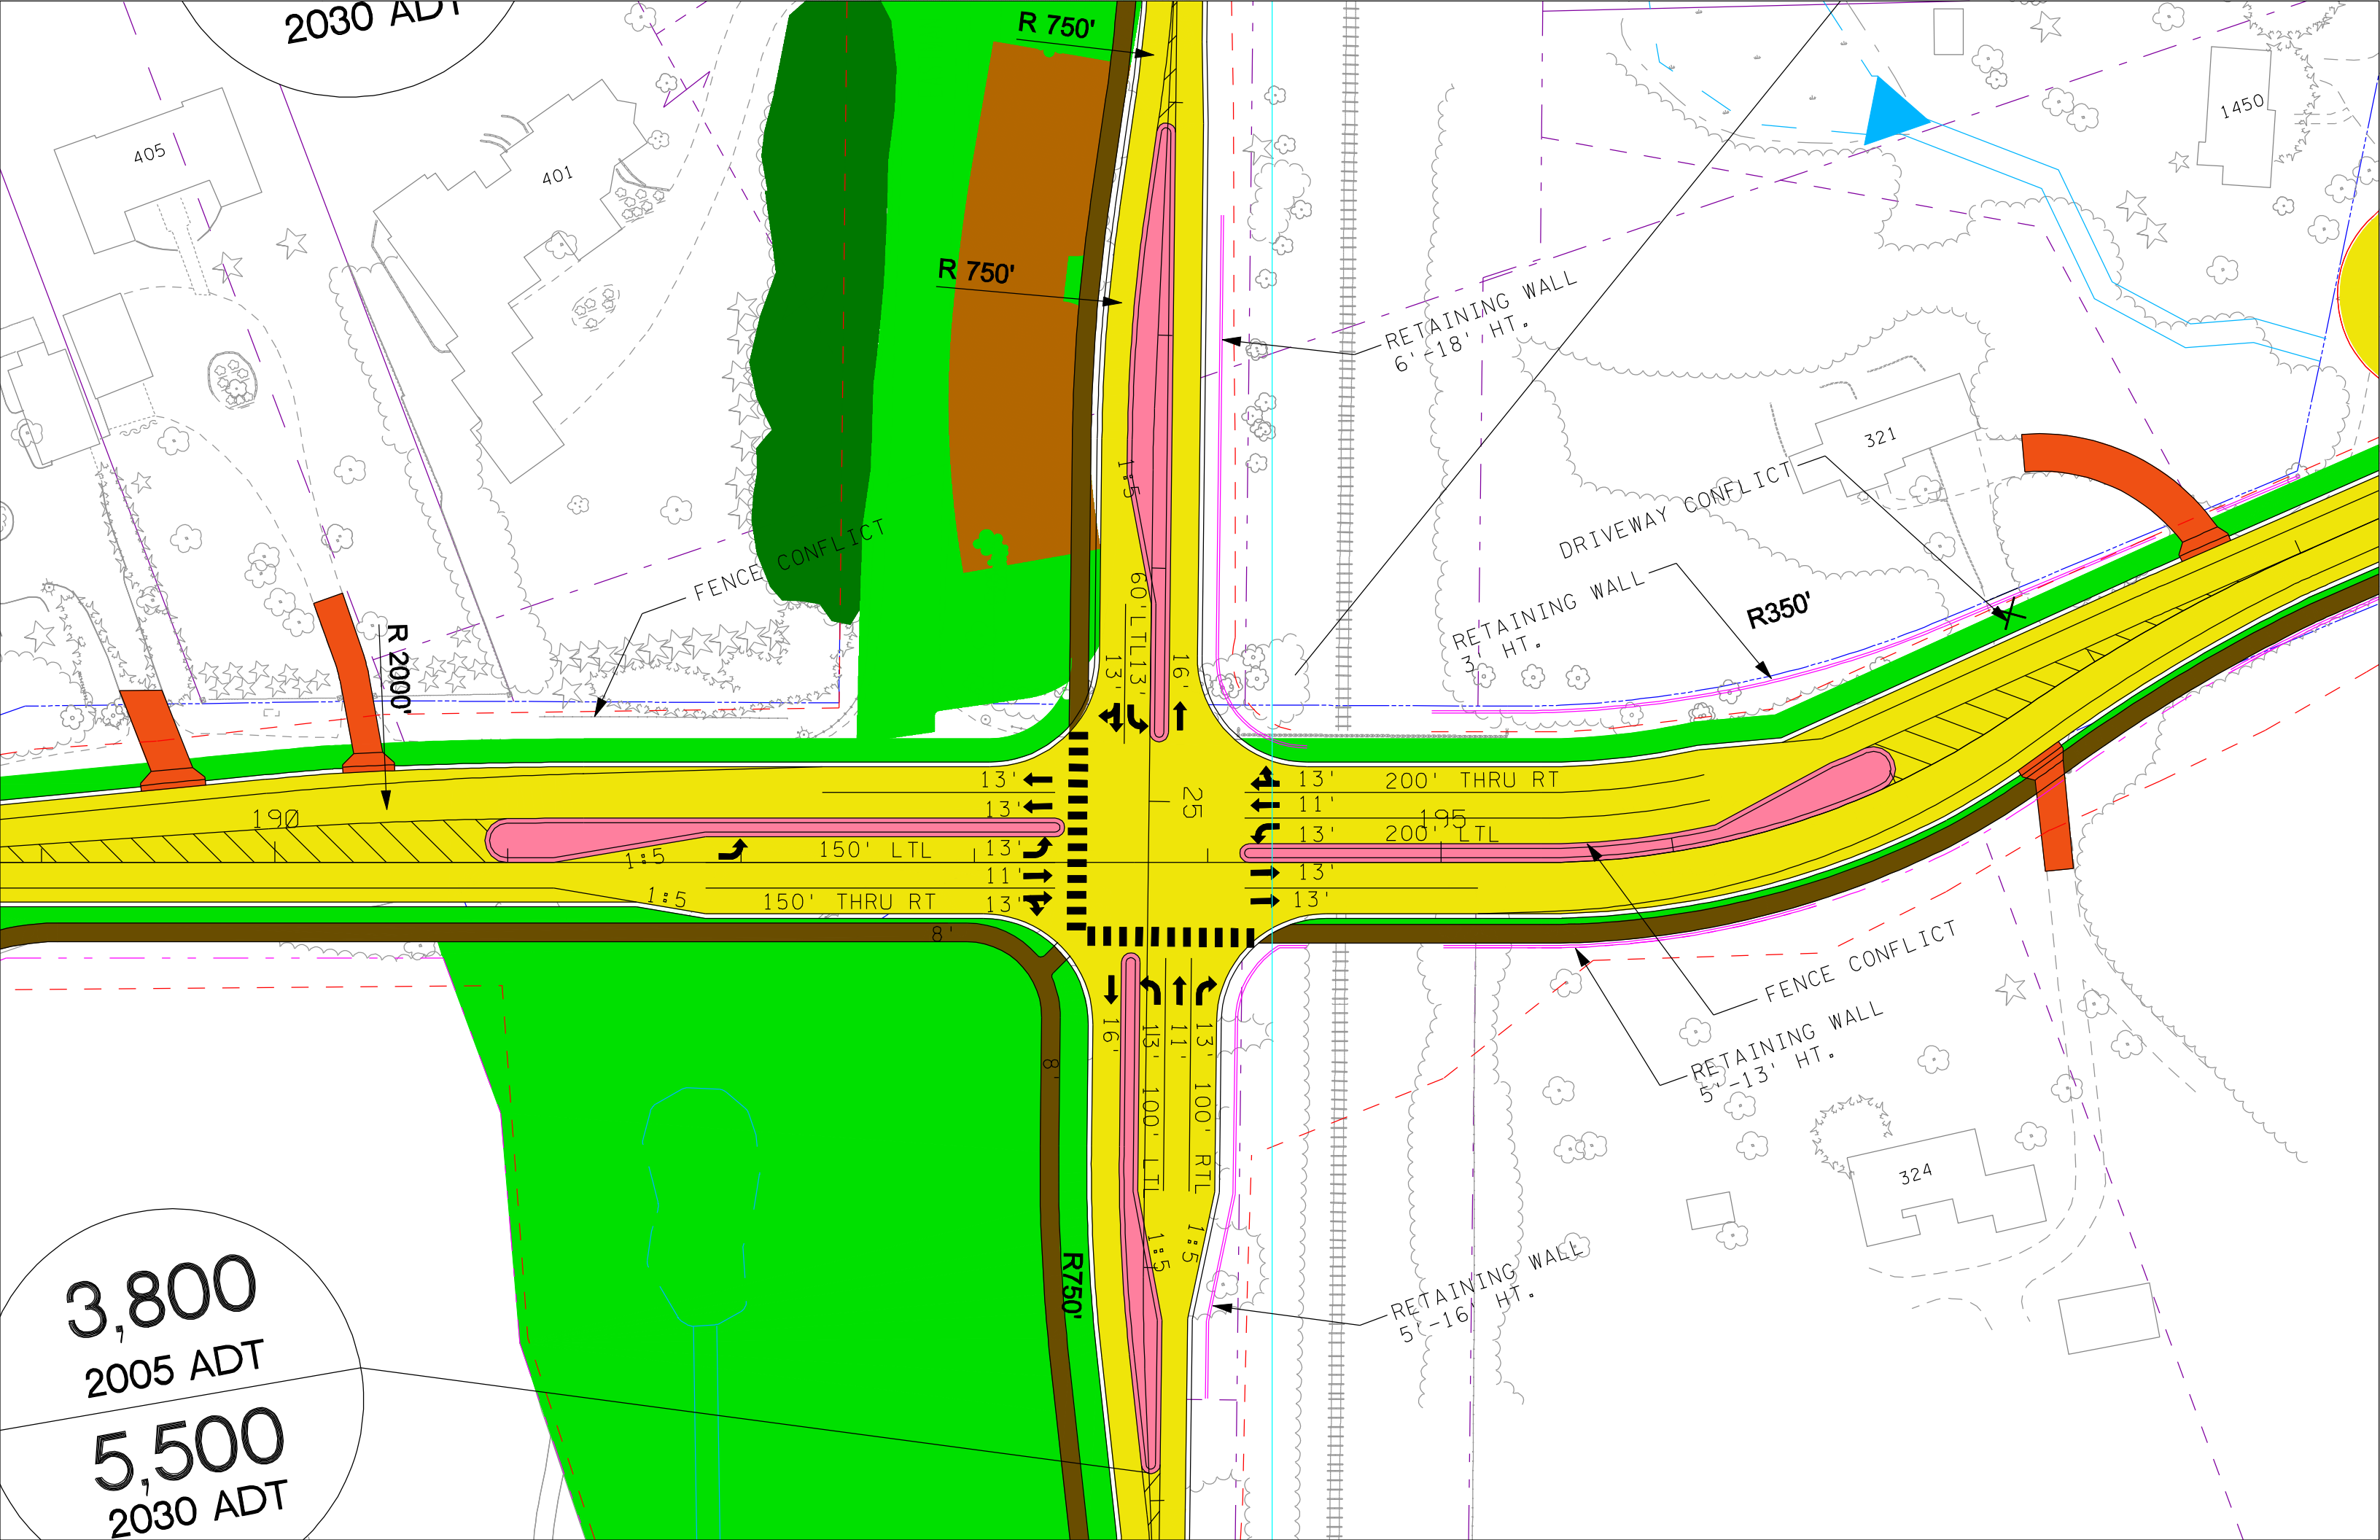 2030 ADT
R 750'
405
401
1450
R 750'
RETAINING WALL
6'-18' HT.
321
1:5
FENCE CONFLICT
DRIVEWAY CONFLICT
RETAINING WALL
3' HT.
R350'
R 2000'
60' LTL
13'
13'
16'
13'
13'
200' THRU RT
190
13'
11'
25
195
13'
200' LTL
1:5
150' LTL
13'
11'
13'
1:5
150' THRU RT
13'
13'
8'
FENCE CONFLICT
RETAINING WALL
5'-13' HT.
16'
13'
11'
13'
8'
100' LTL
100' RTL
324
1:5
1:5
R750'
RETAINING WALL
5'-16' HT.
3,800
2005 ADT
5,500
2030 ADT